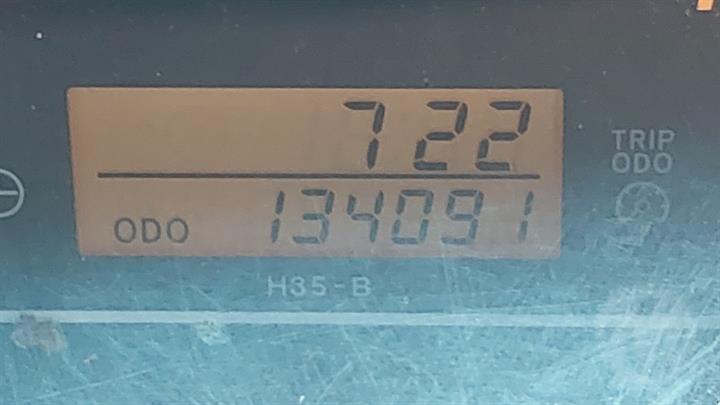 722
TRIP
ODO
ODO 134091
H35-B